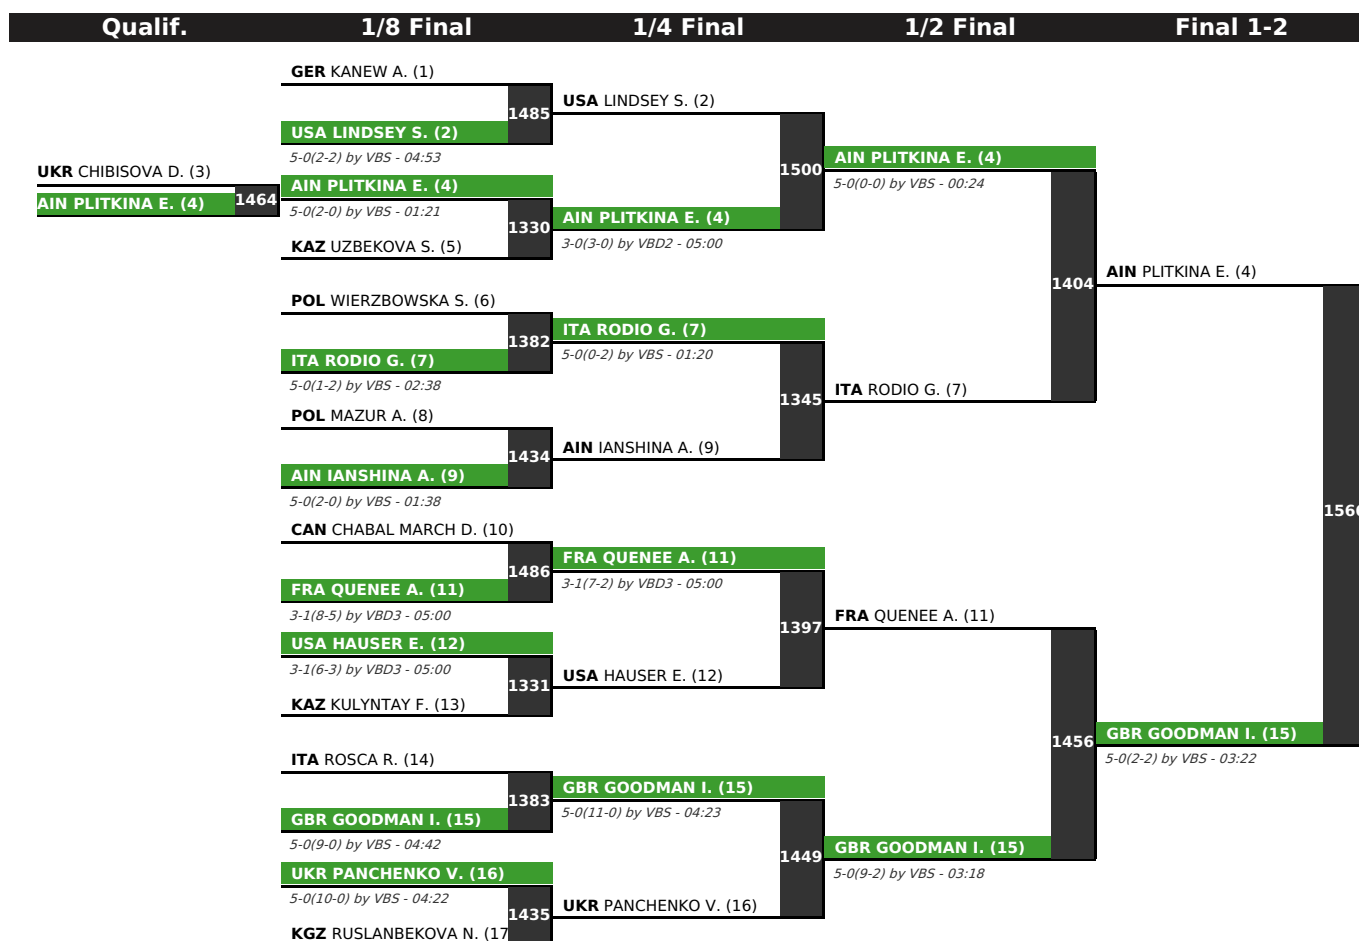 Qualif. 1/8 Final 1/4 Final 1/2 Final Final 1-2
GER KANEW A. (1)
1485
USA LINDSEY S. (2)
5-0(2-2) by VBS - 04:53
UKR CHIBISOVA D. (3)
AIN PLITKINA E. (4)
1464
AIN PLITKINA E. (4)
5-0(2-0) by VBS - 01:21
1330
KAZ UZBEKOVA S. (5)
POL WIERZBOWSKA S. (6)
1382
ITA RODIO G. (7)
5-0(1-2) by VBS - 02:38
POL MAZUR A. (8)
1434
AIN IANSHINA A. (9)
5-0(2-0) by VBS - 01:38
CAN CHABAL MARCH D. (10)
1486
FRA QUENEE A. (11)
3-1(8-5) by VBD3 - 05:00
USA HAUSER E. (12)
3-1(6-3) by VBD3 - 05:00
1331
KAZ KULYNTAY F. (13)
ITA ROSCA R. (14)
1383
GBR GOODMAN I. (15)
5-0(9-0) by VBS - 04:42
UKR PANCHENKO V. (16)
5-0(10-0) by VBS - 04:22
1435
KGZ RUSLANBEKOVA N. (17
USA LINDSEY S. (2)
1500
AIN PLITKINA E. (4)
3-0(3-0) by VBD2 - 05:00
ITA RODIO G. (7)
5-0(0-2) by VBS - 01:20
1345
AIN IANSHINA A. (9)
FRA QUENEE A. (11)
3-1(7-2) by VBD3 - 05:00
1397
USA HAUSER E. (12)
GBR GOODMAN I. (15)
5-0(11-0) by VBS - 04:23
1449
UKR PANCHENKO V. (16)
AIN PLITKINA E. (4)
5-0(0-0) by VBS - 00:24
1404
ITA RODIO G. (7)
FRA QUENEE A. (11)
1456
GBR GOODMAN I. (15)
5-0(9-2) by VBS - 03:18
AIN PLITKINA E. (4)
GBR GOODMAN I. (15)
5-0(2-2) by VBS - 03:22